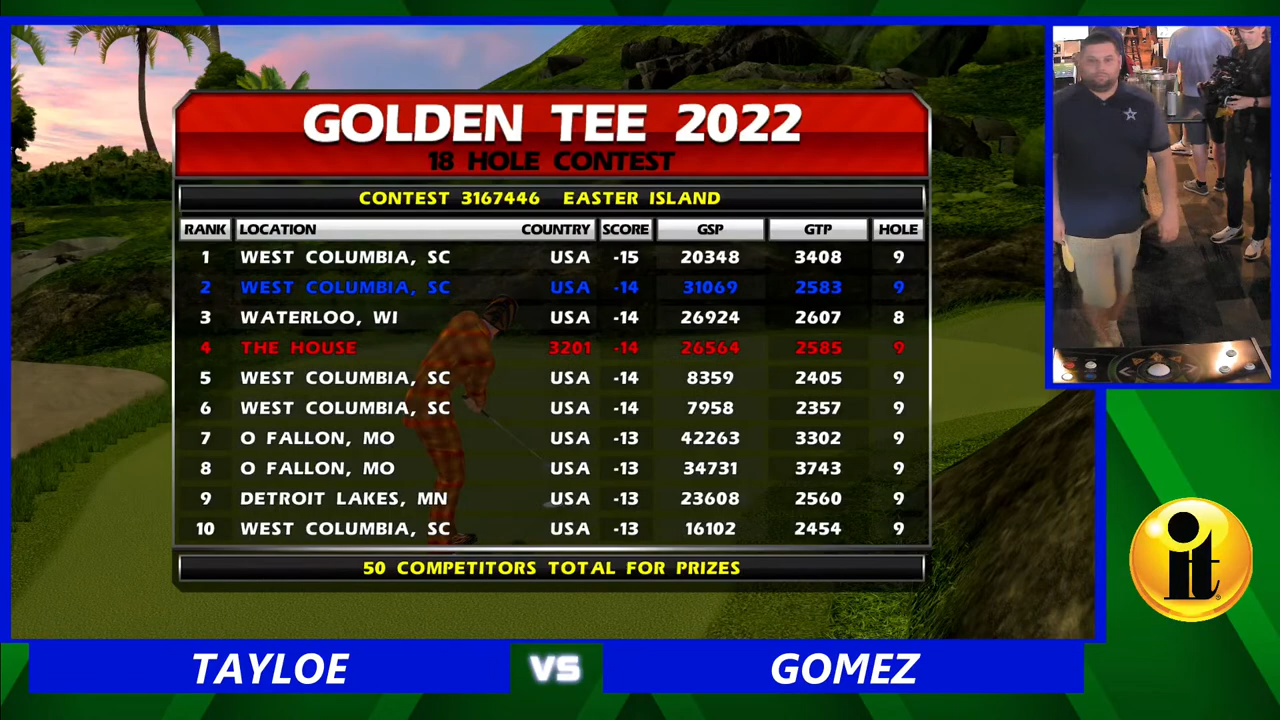 GOLDEN TEE 2022
18 HOLE CONTEST
CONTEST 3167446 EASTER ISLAND
RANK LOCATION COUNTRY SCORE GSP GTP HOLE
1 WEST COLUMBIA, SC USA -15 20348 3408 9
2 WEST COLUMBIA, SC USA -14 31069 2583 9
3 WATERLOO, WI USA -14 26924 2607 8
4 THE HOUSE 3201 -14 26564 2585 9
5 WEST COLUMBIA, SC USA -14 8359 2405 9
6 WEST COLUMBIA, SC USA -14 7958 2357 9
7 O FALLON, MO USA -13 42263 3302 9
8 O FALLON, MO USA -13 34731 3743 9
9 DETROIT LAKES, MN USA -13 23608 2560 9
10 WEST COLUMBIA, SC USA -13 16102 2454 9
50 COMPETITORS TOTAL FOR PRIZES
it
TAYLOE VS GOMEZ